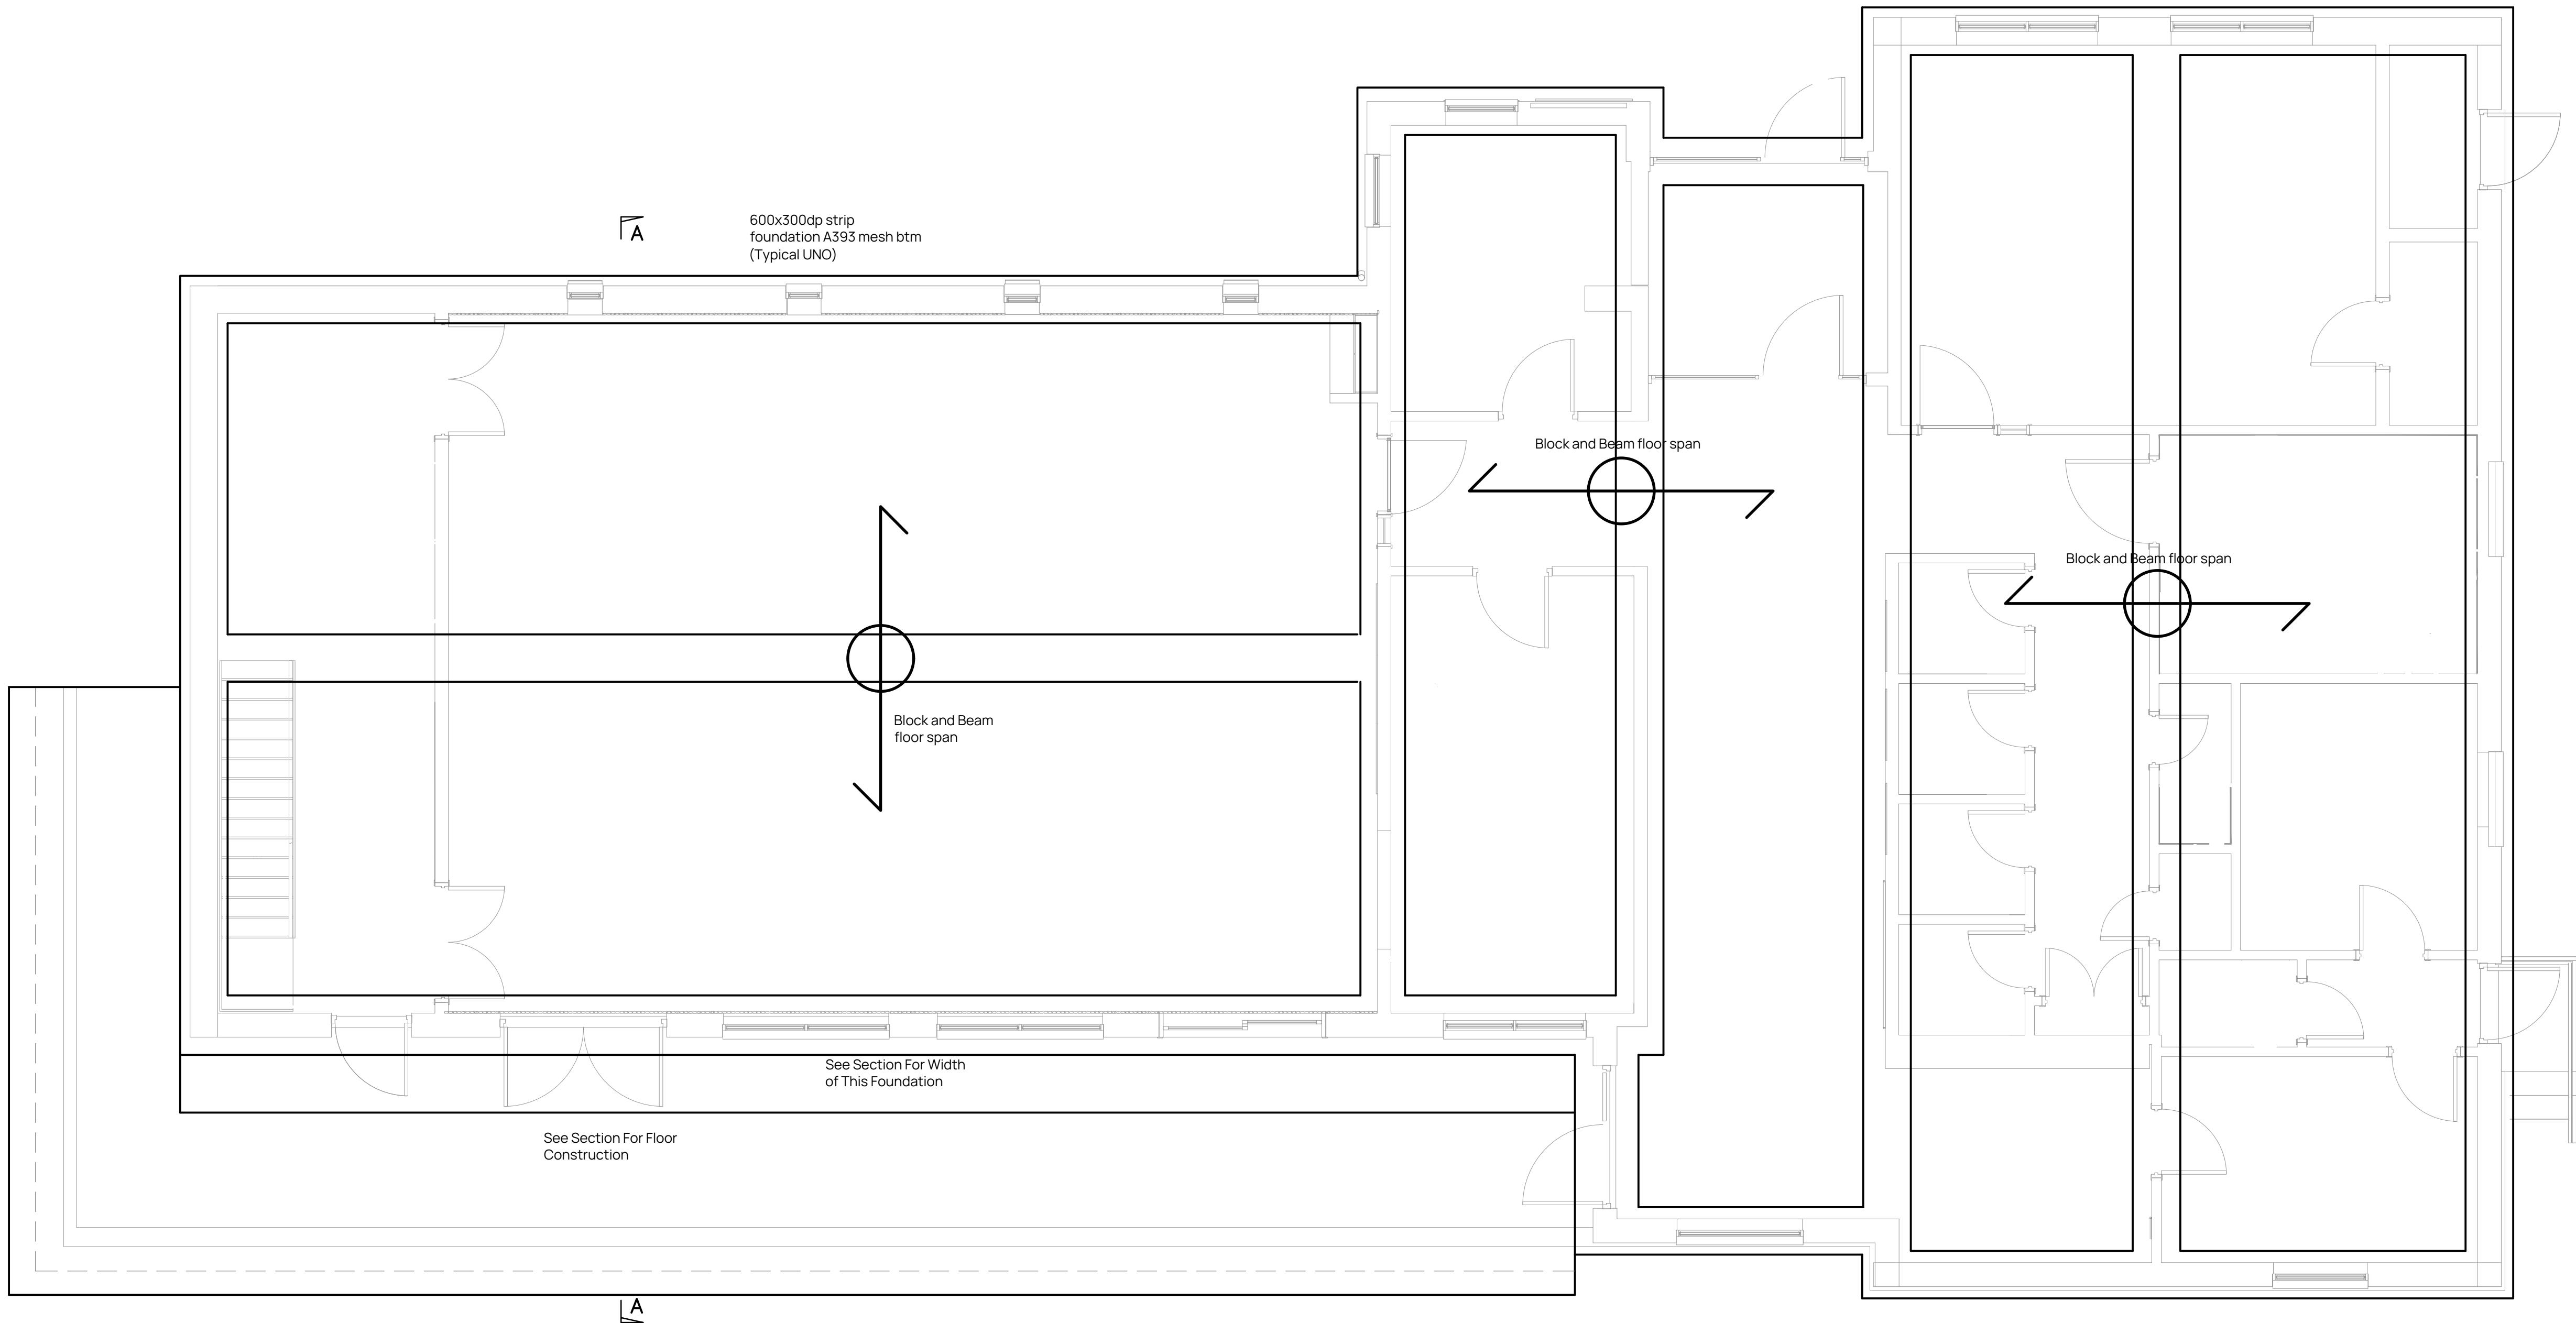 A
600x300dp strip
foundation A393 mesh btm
(Typical UNO)
Block and Beam floor span
Block and Beam floor span
Block and Beam
floor span
See Section For Width
of This Foundation
See Section For Floor
Construction
A